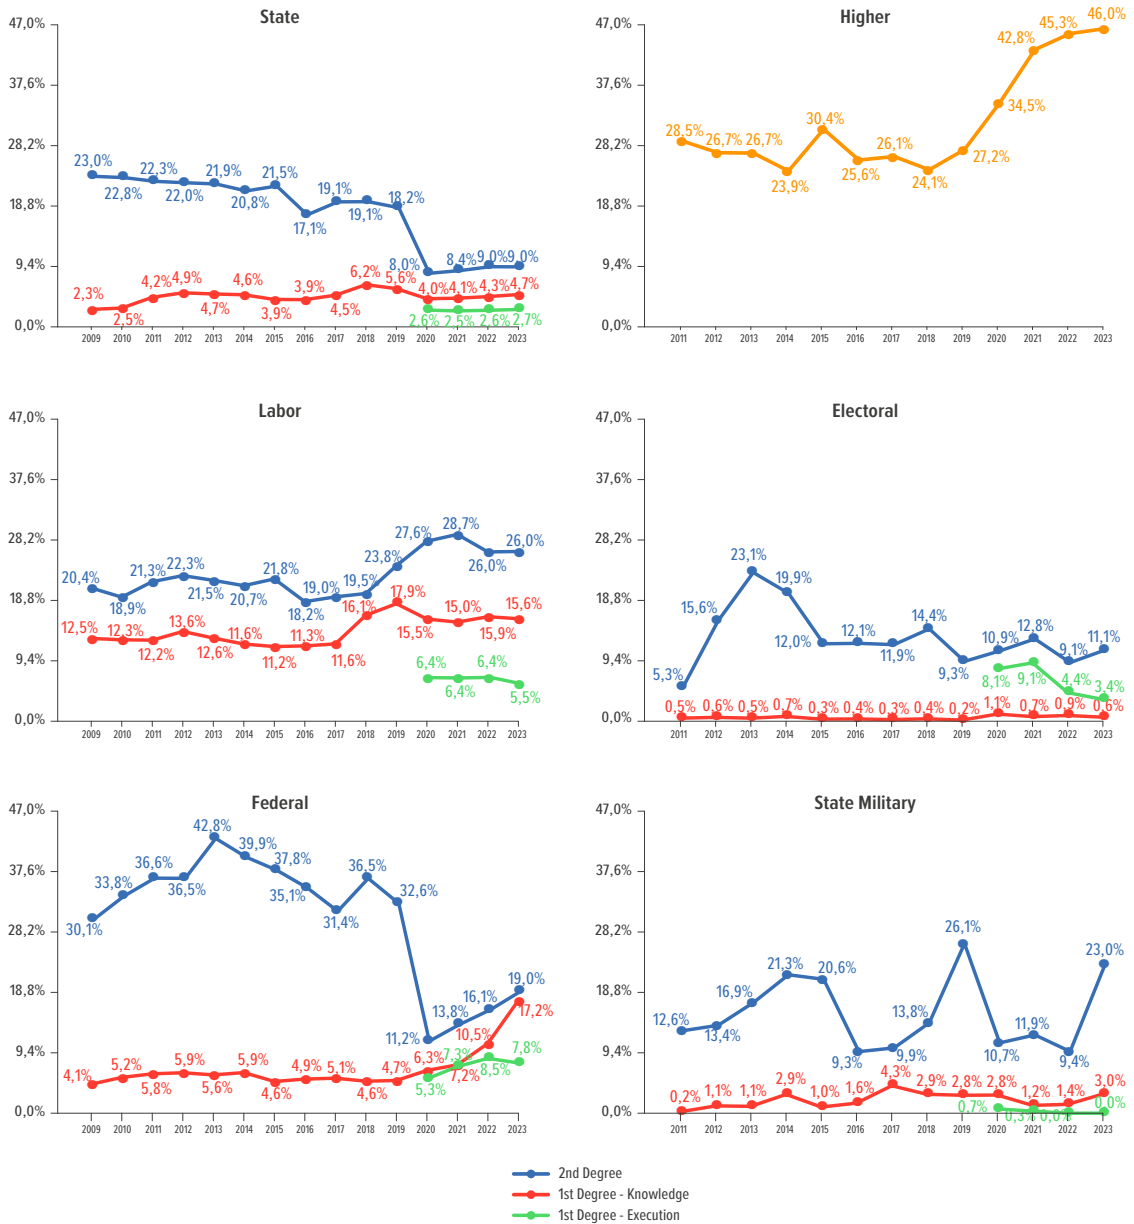 State
47,0%
37,6%
28,2%
18,8%
9,4%
0,0%
23,0% 22,8% 22,3% 22,0% 21,9% 20,8% 21,5% 17,1% 19,1% 19,1% 18,2% 8,0% 8,4% 9,0% 9,0%
2,3% 2,5% 4,2% 4,9% 4,7% 4,6% 3,9% 3,9% 4,5% 6,2% 5,6% 4,0% 4,1% 4,3% 4,7%
2,6% 2,5% 2,6% 2,7%
2009 2010 2011 2012 2013 2014 2015 2016 2017 2018 2019 2020 2021 2022 2023
Higher
47,0%
37,6%
28,2%
18,8%
9,4%
0,0%
28,5% 26,7% 26,7% 23,9% 30,4% 25,6% 26,1% 24,1% 27,2% 34,5% 42,8% 45,3% 46,0%
2011 2012 2013 2014 2015 2016 2017 2018 2019 2020 2021 2022 2023
Labor
47,0%
37,6%
28,2%
18,8%
9,4%
0,0%
20,4% 18,9% 21,3% 22,3% 21,5% 20,7% 21,8% 18,2% 19,0% 19,5% 23,8% 27,6% 28,7% 26,0% 26,0%
12,5% 12,3% 12,2% 13,6% 12,6% 11,6% 11,2% 11,3% 11,6% 16,1% 17,9% 15,5% 15,0% 15,9% 15,6%
6,4% 6,4% 6,4% 5,5%
2009 2010 2011 2012 2013 2014 2015 2016 2017 2018 2019 2020 2021 2022 2023
Electoral
47,0%
37,6%
28,2%
18,8%
9,4%
0,0%
5,3% 15,6% 23,1% 19,9% 12,0% 12,1% 11,9% 14,4% 9,3% 10,9% 12,8% 9,1% 11,1%
8,1% 9,1% 4,4% 3,4%
0,5% 0,6% 0,5% 0,7% 0,3% 0,4% 0,3% 0,4% 0,2% 1,1% 0,7% 0,9% 0,6%
2011 2012 2013 2014 2015 2016 2017 2018 2019 2020 2021 2022 2023
Federal
47,0%
37,6%
28,2%
18,8%
9,4%
0,0%
30,1% 33,8% 36,6% 36,5% 42,8% 39,9% 37,8% 35,1% 31,4% 36,5% 32,6% 11,2% 13,8% 16,1% 19,0%
4,1% 5,2% 5,8% 5,9% 5,6% 5,9% 4,6% 4,9% 5,1% 4,6% 4,7% 6,3% 7,2% 10,5% 17,2%
5,3% 7,3% 8,5% 7,8%
2009 2010 2011 2012 2013 2014 2015 2016 2017 2018 2019 2020 2021 2022 2023
State Military
47,0%
37,6%
28,2%
18,8%
9,4%
0,0%
12,6% 13,4% 16,9% 21,3% 20,6% 9,3% 9,9% 13,8% 26,1% 10,7% 11,9% 9,4% 23,0%
0,2% 1,1% 1,1% 2,9% 1,0% 1,6% 4,3% 2,9% 2,8% 2,8% 1,2% 1,4% 3,0%
0,7% 0,3% 0,0% 0,0%
2011 2012 2013 2014 2015 2016 2017 2018 2019 2020 2021 2022 2023
2nd Degree
1st Degree - Knowledge
1st Degree - Execution